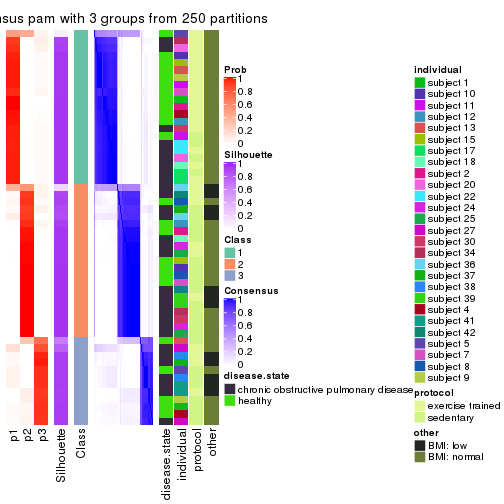 sus pam with 3 groups from 250 partitions
p1
p2
p3
Silhouette
Class
disease.state
individual
protocol
other
Prob
1
0.8
0.6
0.4
0.2
0
Silhouette
1
0.8
0.6
0.4
0.2
0
Class
1
2
3
Consensus
1
0.8
0.6
0.4
0.2
0
disease.state
chronic obstructive pulmonary disease
healthy
individual
subject 1
subject 10
subject 11
subject 12
subject 13
subject 15
subject 17
subject 18
subject 2
subject 20
subject 22
subject 24
subject 25
subject 27
subject 30
subject 34
subject 36
subject 37
subject 38
subject 39
subject 4
subject 41
subject 42
subject 5
subject 7
subject 8
subject 9
protocol
exercise trained
sedentary
other
BMI: low
BMI: normal